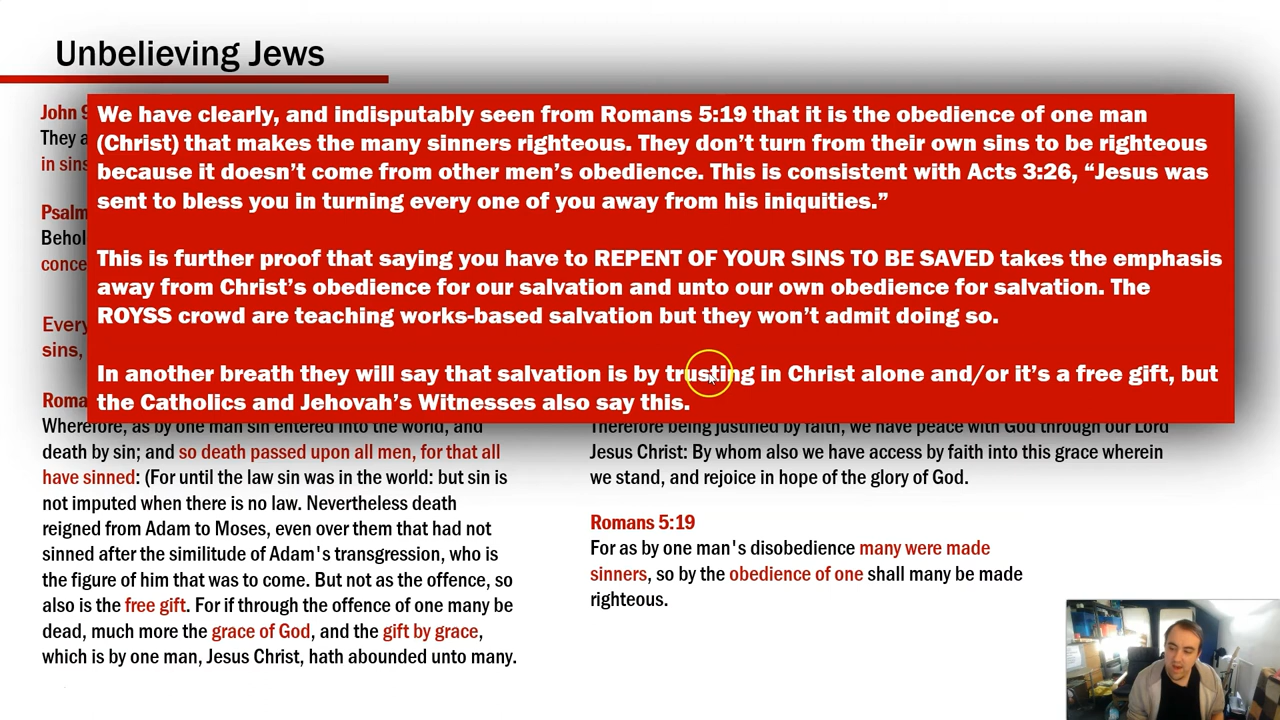 Unbelieving Jews
We have clearly, and indisputably seen from Romans 5:19 that it is the obedience of one man
(Christ) that makes the many sinners righteous. They don’t turn from their own sins to be righteous
because it doesn’t come from other men’s obedience. This is consistent with Acts 3:26, “Jesus was
sent to bless you in turning every one of you away from his iniquities.”
This is further proof that saying you have to REPENT OF YOUR SINS TO BE SAVED takes the emphasis
away from Christ’s obedience for our salvation and unto our own obedience for salvation. The
ROYSS crowd are teaching works-based salvation but they won’t admit doing so.
In another breath they will say that salvation is by trusting in Christ alone and/or it’s a free gift, but
the Catholics and Jehovah’s Witnesses also say this.
John 9
They a
in sins
Psalm
Behol
conce
Every
sins,
Roma
Wherefore, as by one man sin entered into the world, and
death by sin; and so death passed upon all men, for that all
have sinned: (For until the law sin was in the world: but sin is
not imputed when there is no law. Nevertheless death
reigned from Adam to Moses, even over them that had not
sinned after the similitude of Adam's transgression, who is
the figure of him that was to come. But not as the offence, so
also is the free gift. For if through the offence of one many be
dead, much more the grace of God, and the gift by grace,
which is by one man, Jesus Christ, hath abounded unto many.
Therefore being justified by faith, we have peace with God through our Lord
Jesus Christ: By whom also we have access by faith into this grace wherein
we stand, and rejoice in hope of the glory of God.
Romans 5:19
For as by one man's disobedience many were made
sinners, so by the obedience of one shall many be made
righteous.